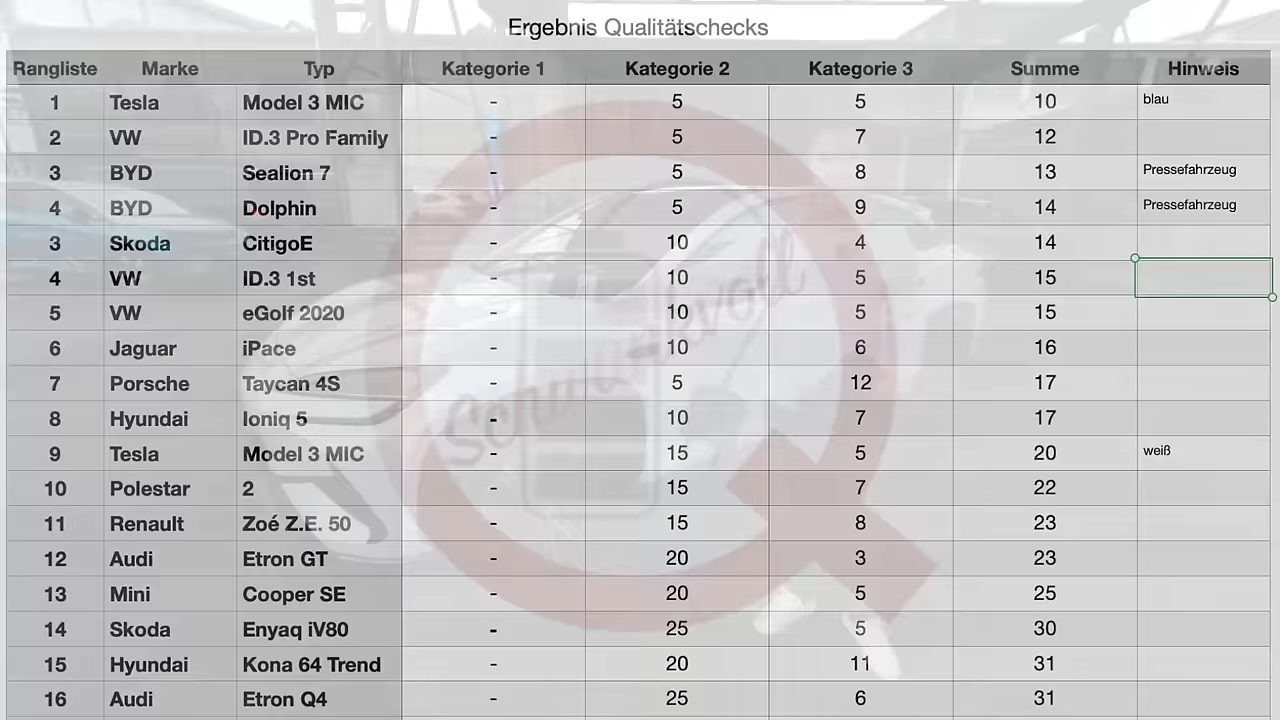 Ergebnis Qualitätschecks
Rangliste Marke Typ Kategorie 1 Kategorie 2 Kategorie 3 Summe Hinweis
1 Tesla Model 3 MIC - 5 5 10 blau
2 VW ID.3 Pro Family - 5 7 12
3 BYD Sealion 7 - 5 8 13 Pressefahrzeug
4 BYD Dolphin - 5 9 14 Pressefahrzeug
3 Skoda CitigoE - 10 4 14
4 VW ID.3 1st - 10 5 15
5 VW eGolf 2020 - 10 5 15
6 Jaguar iPace - 10 6 16
7 Porsche Taycan 4S - 5 12 17
8 Hyundai Ioniq 5 - 10 7 17
9 Tesla Model 3 MIC - 15 5 20 weiß
10 Polestar 2 - 15 7 22
11 Renault Zoé Z.E. 50 - 15 8 23
12 Audi Etron GT - 20 3 23
13 Mini Cooper SE - 20 5 25
14 Skoda Enyaq iV80 - 25 5 30
15 Hyundai Kona 64 Trend - 20 11 31
16 Audi Etron Q4 - 25 6 31